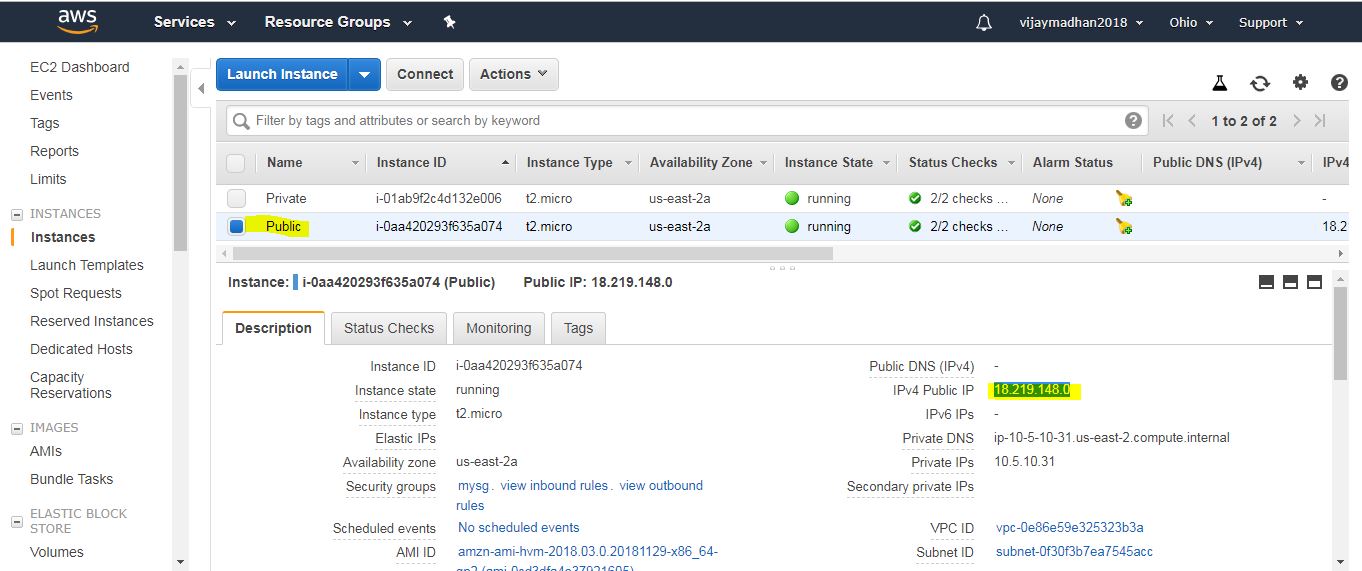 aws Services Resource Groups vijaymadhan2018 Ohio Support
EC2 Dashboard
Events
Tags
Reports
Limits
INSTANCES
Instances
Launch Templates
Spot Requests
Reserved Instances
Dedicated Hosts
Capacity
Reservations
IMAGES
AMIs
Bundle Tasks
ELASTIC BLOCK
STORE
Volumes
Launch Instance Connect Actions
Filter by tags and attributes or search by keyword ? 1 to 2 of 2
Name Instance ID Instance Type Availability Zone Instance State Status Checks Alarm Status Public DNS (IPv4) IPv4
Private i-01ab9f2c4d132e006 t2.micro us-east-2a running 2/2 checks ... None -
Public i-0aa420293f635a074 t2.micro us-east-2a running 2/2 checks ... None 18.2
Instance: i-0aa420293f635a074 (Public) Public IP: 18.219.148.0
Description Status Checks Monitoring Tags
Instance ID i-0aa420293f635a074 Public DNS (IPv4) -
Instance state running IPv4 Public IP 18.219.148.0
Instance type t2.micro IPv6 IPs -
Elastic IPs Private DNS ip-10-5-10-31.us-east-2.compute.internal
Availability zone us-east-2a Private IPs 10.5.10.31
Security groups mysg . view inbound rules . view outbound Secondary private IPs
rules
Scheduled events No scheduled events VPC ID vpc-0e86e59e325323b3a
AMI ID amzn-ami-hvm-2018.03.0.20181129-x86_64- Subnet ID subnet-0f30f3b7ea7545acc